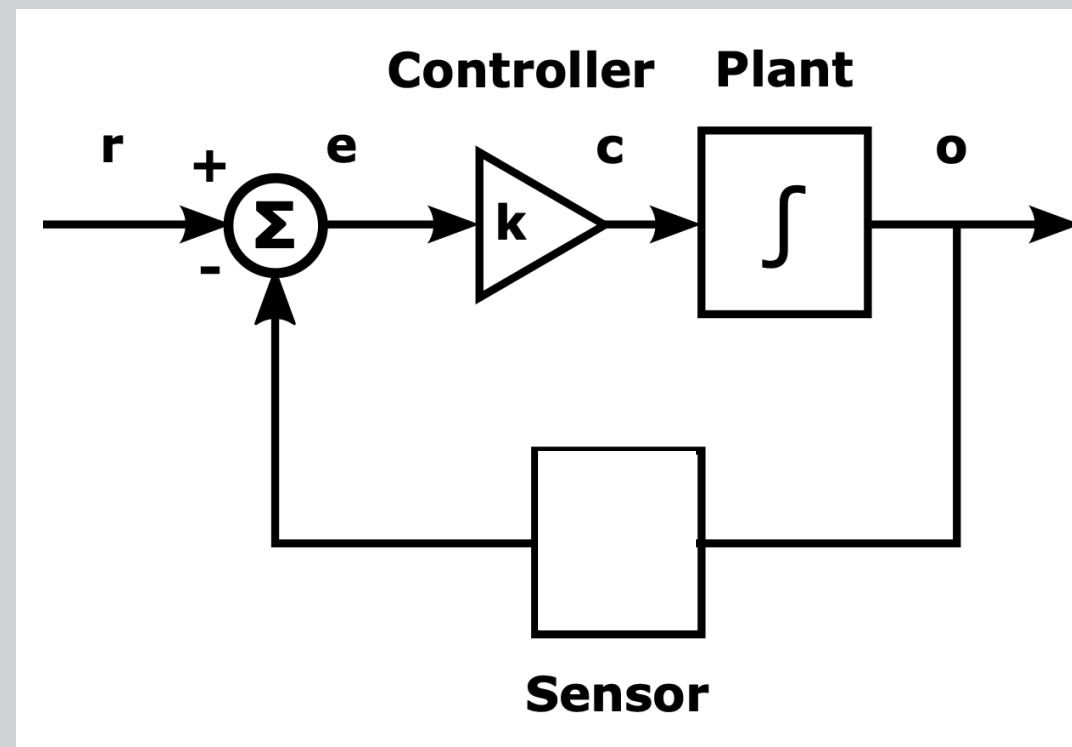 Controller Plant
r + e c o
Σ k ∫
-
Sensor